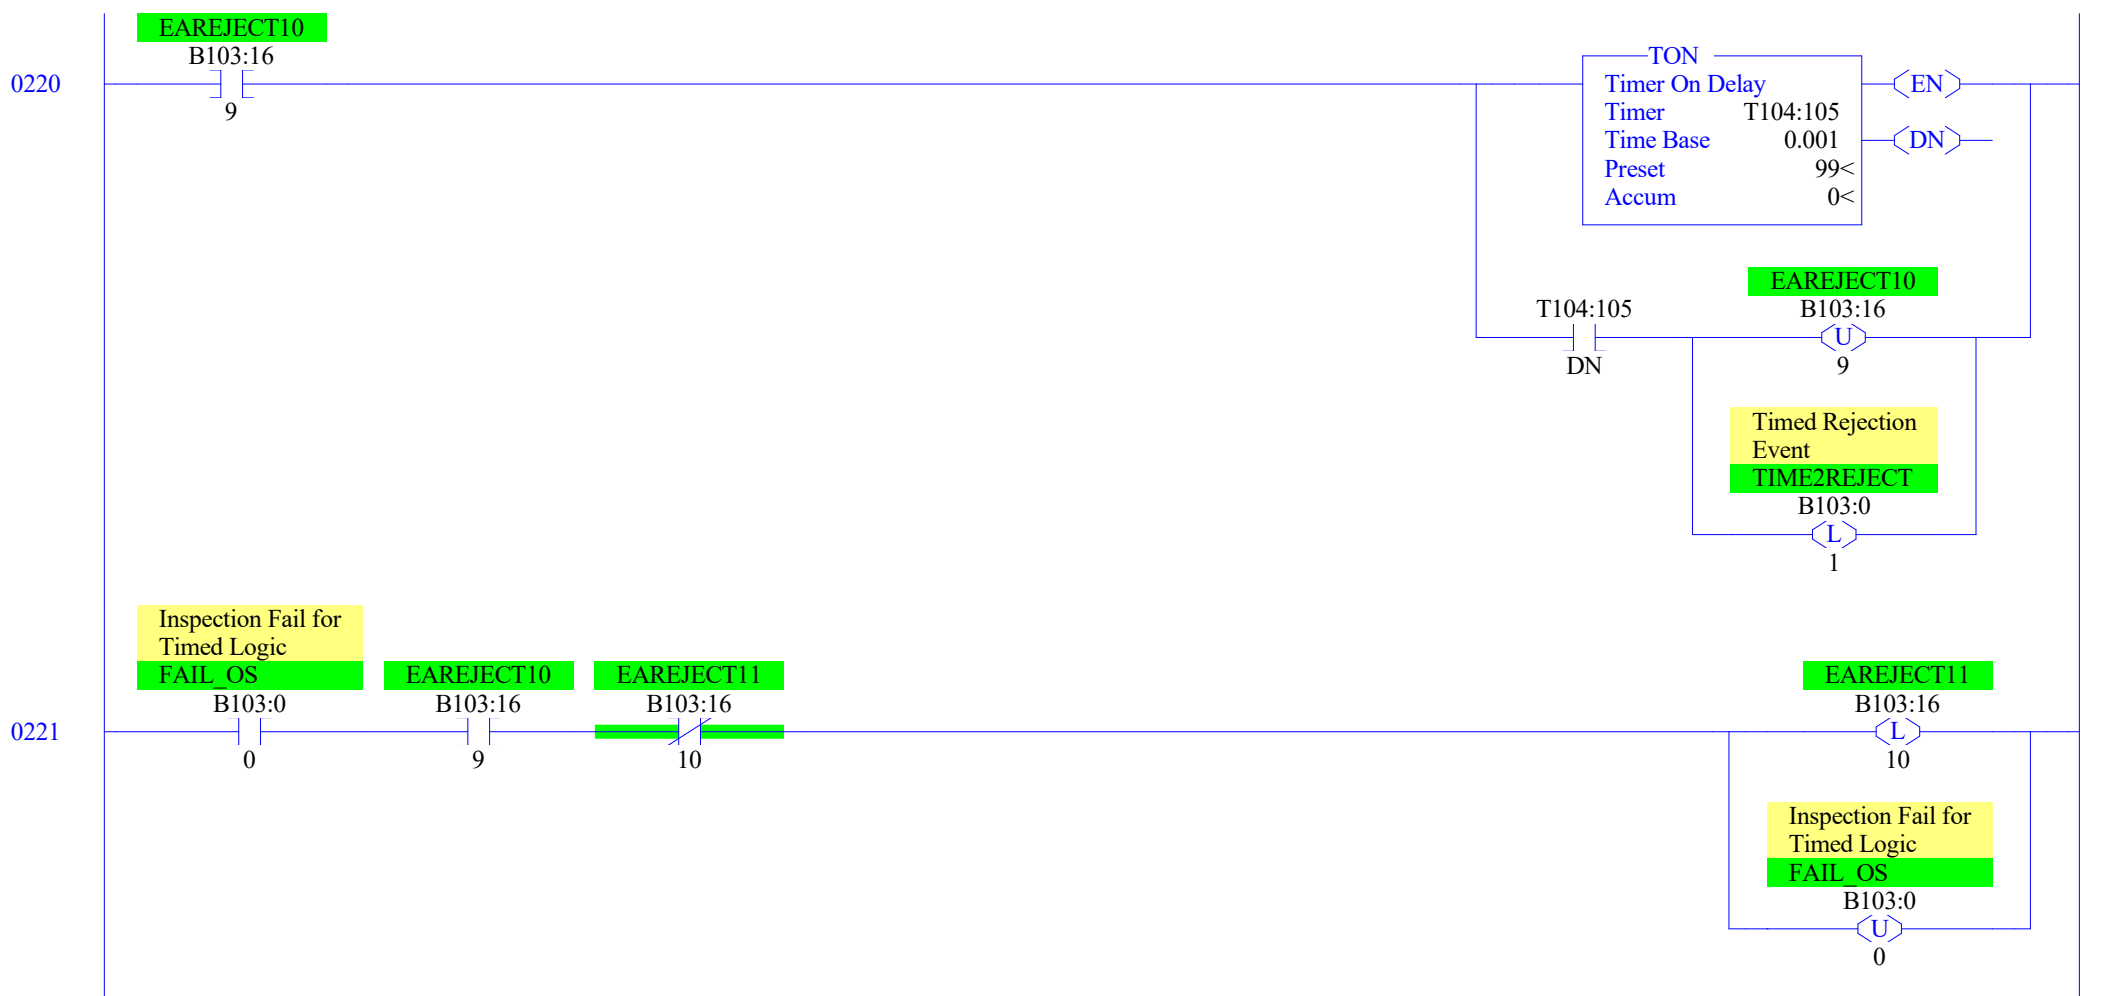 EAREJECT10
B103:16
0220
9
TON
Timer On Delay
Timer T104:105
Time Base 0.001
Preset 99<
Accum 0<
EN
DN
T104:105
DN
EAREJECT10
B103:16
U
9
Timed Rejection
Event
TIME2REJECT
B103:0
L
1
0221
Inspection Fail for
Timed Logic
FAIL_OS
B103:0
0
EAREJECT10
B103:16
9
EAREJECT11
B103:16
10
EAREJECT11
B103:16
L
10
Inspection Fail for
Timed Logic
FAIL_OS
B103:0
U
0